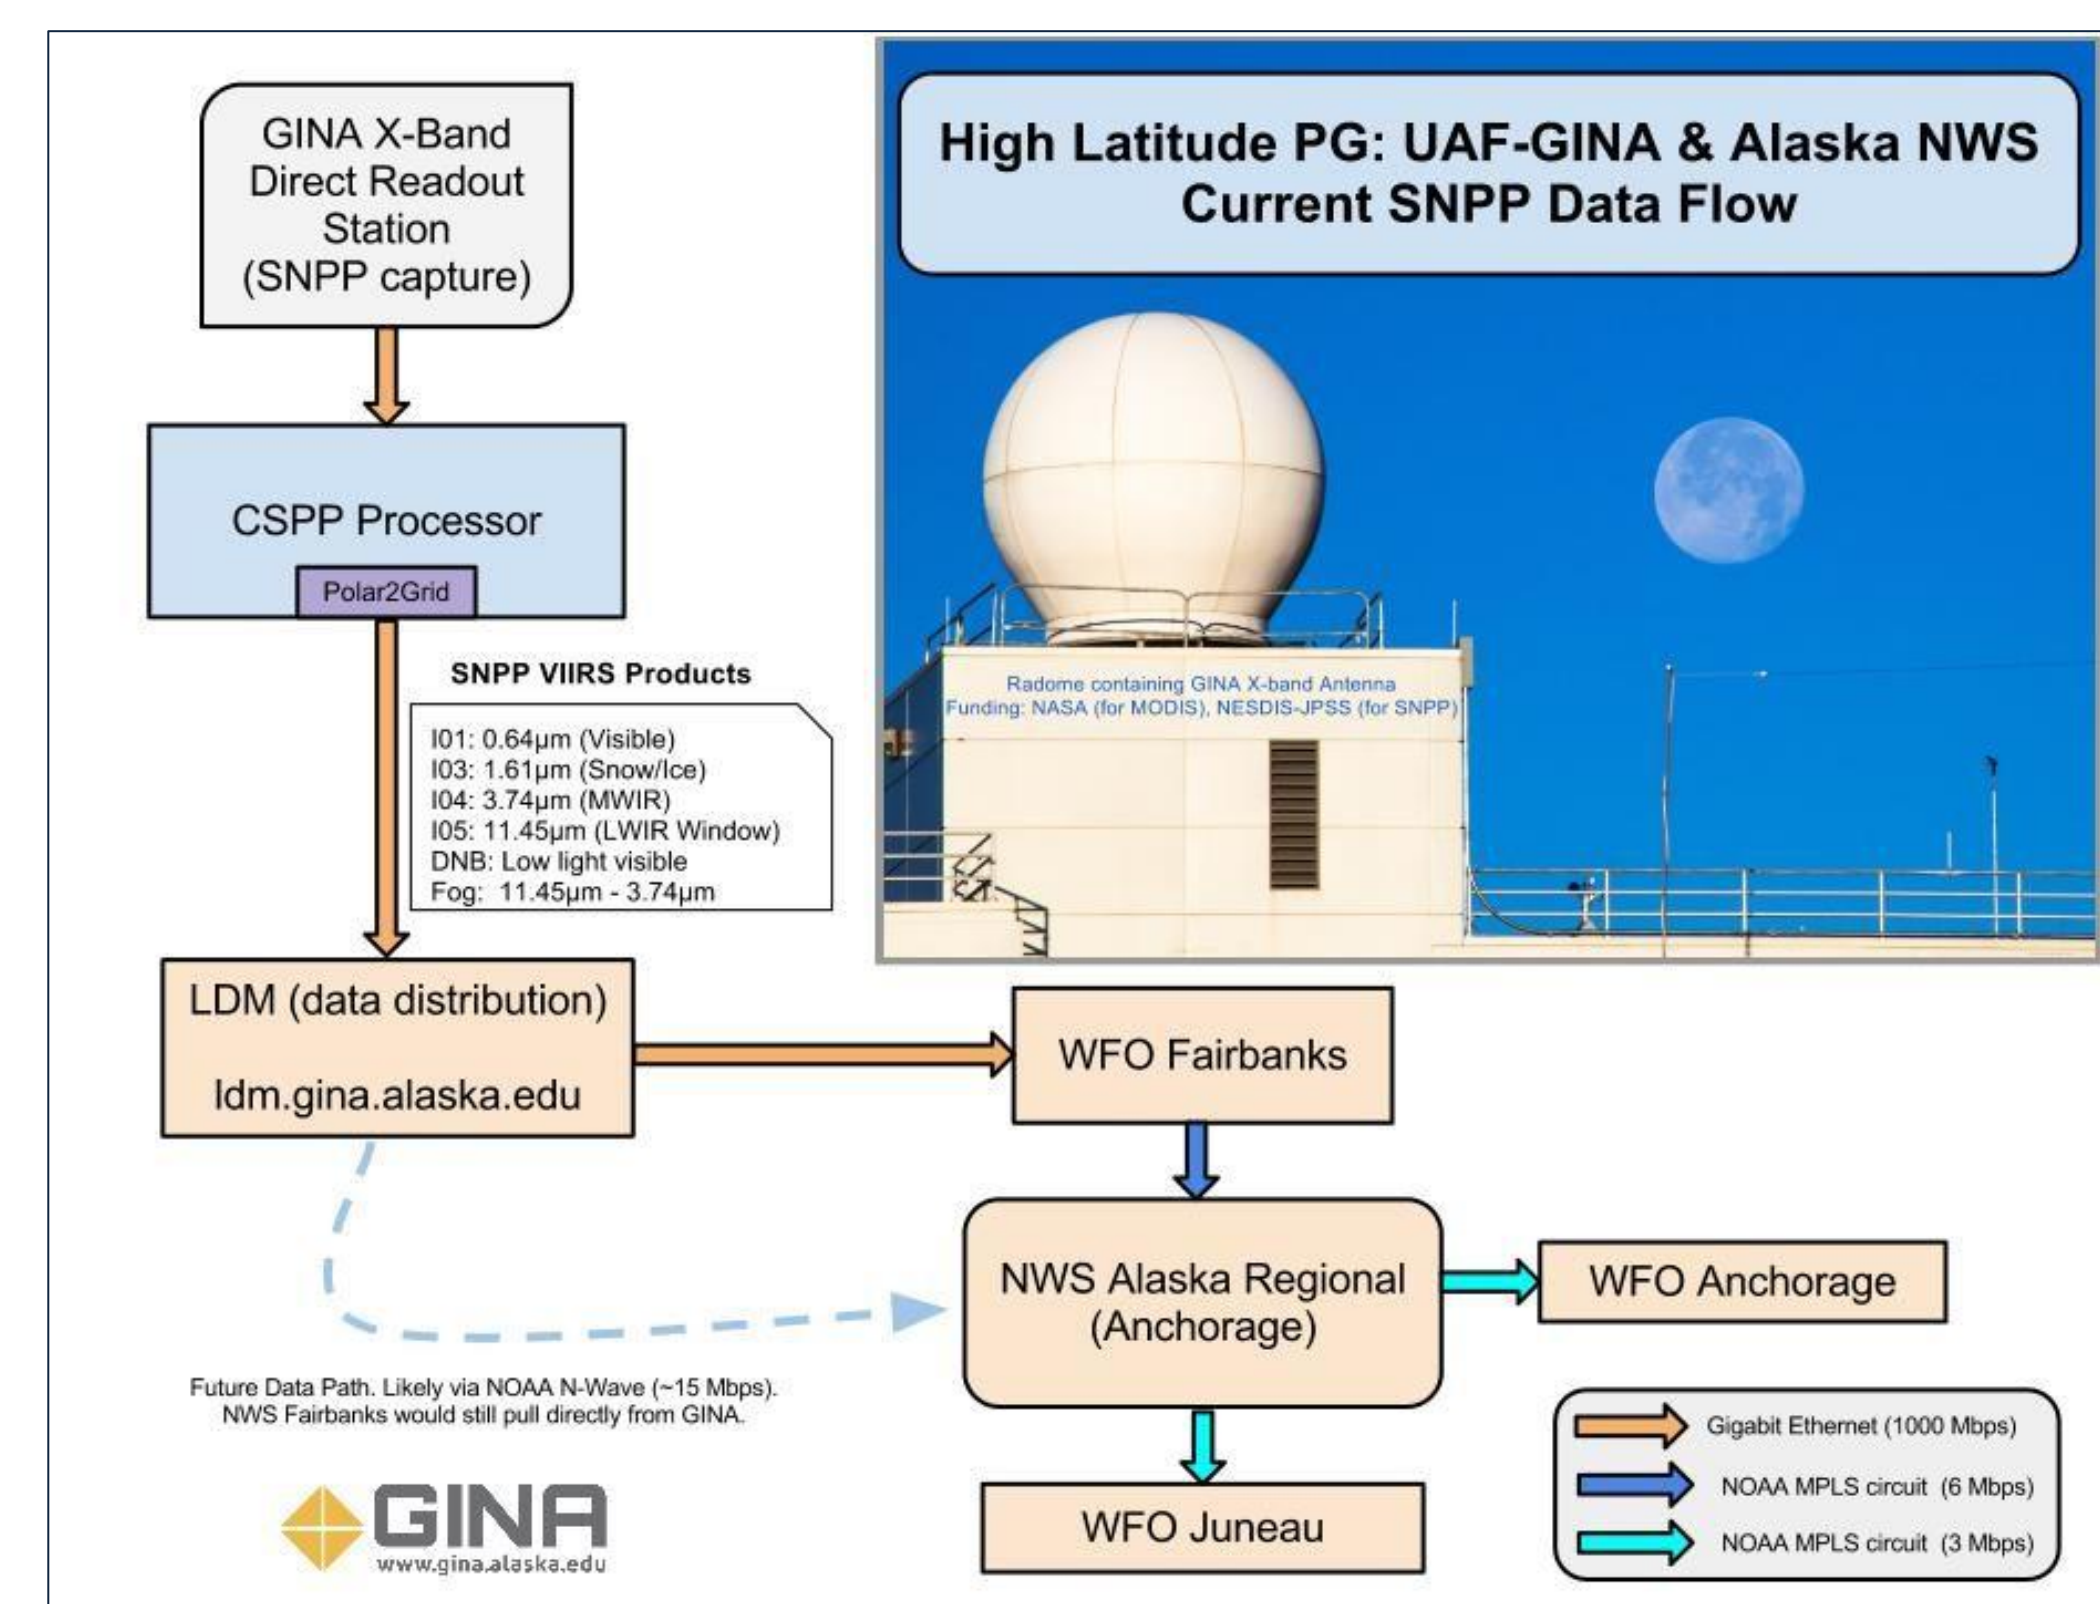 GINA X-Band
Direct Readout
Station
(SNPP capture)
High Latitude PG: UAF-GINA & Alaska NWS
Current SNPP Data Flow
CSPP Processor
Polar2Grid
SNPP VIIRS Products
I01: 0.64µm (Visible)
I03: 1.61µm (Snow/Ice)
I04: 3.74µm (MWIR)
I05: 11.45µm (LWIR Window)
DNB: Low light visible
Fog: 11.45µm - 3.74µm
Radome containing GINA X-band Antenna
Funding: NASA (for MODIS), NESDIS-JPSS (for SNPP)
LDM (data distribution)
ldm.gina.alaska.edu
WFO Fairbanks
NWS Alaska Regional
(Anchorage)
WFO Anchorage
Future Data Path. Likely via NOAA N-Wave (~15 Mbps).
NWS Fairbanks would still pull directly from GINA.
WFO Juneau
Gigabit Ethernet (1000 Mbps)
NOAA MPLS circuit (6 Mbps)
NOAA MPLS circuit (3 Mbps)
GINA
www.gina.alaska.edu